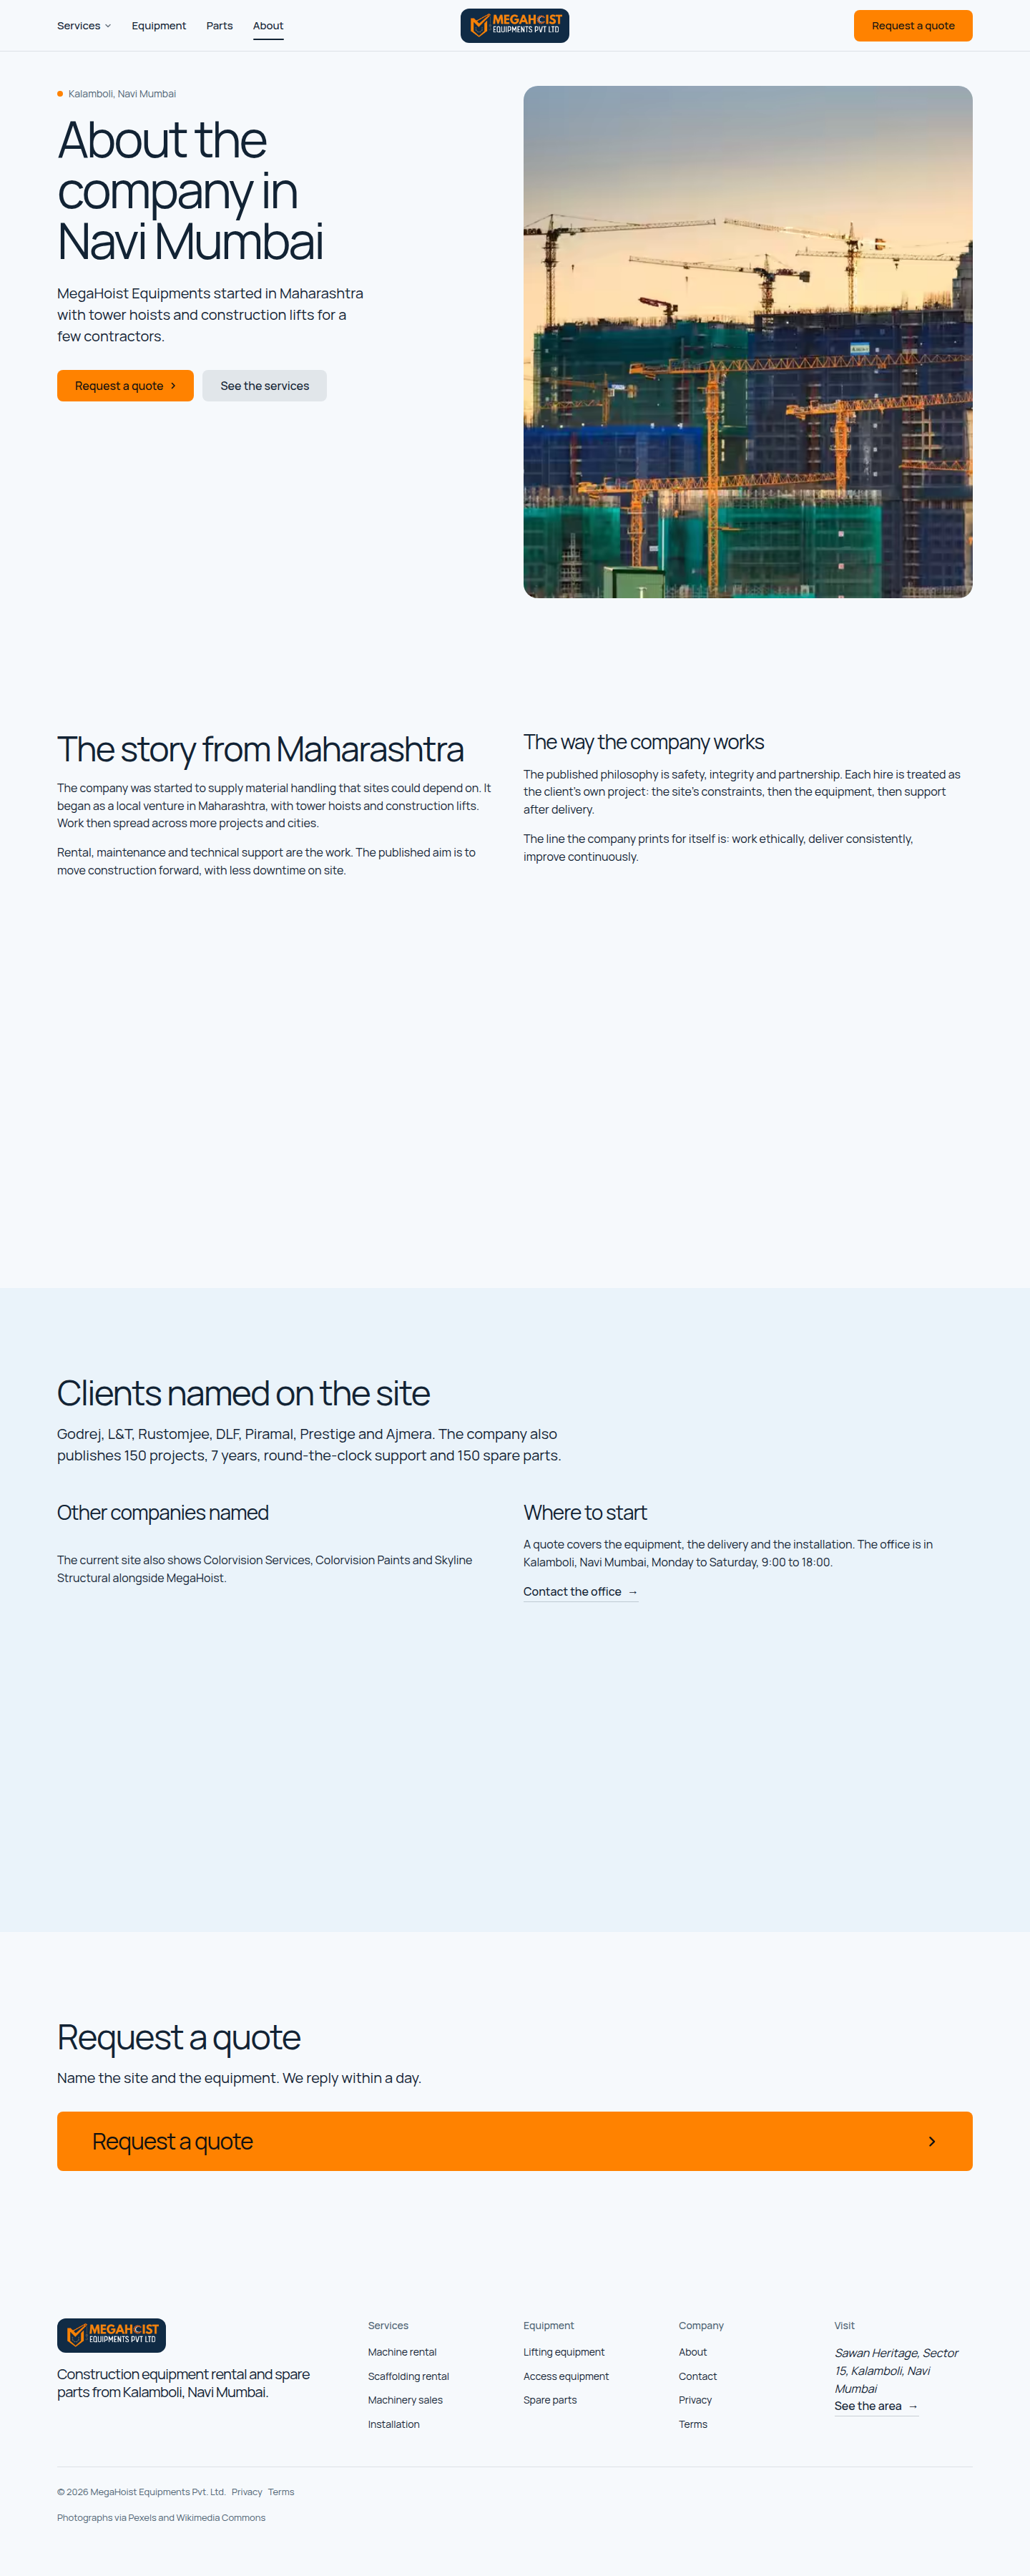 Services
Equipment
Parts
About
MEGAHOIST
EQUIPMENTS PVT LTD
Request a quote
Kalamboli, Navi Mumbai
About the
company in
Navi Mumbai
MegaHoist Equipments started in Maharashtra
with tower hoists and construction lifts for a
few contractors.
Request a quote
See the services
The story from Maharashtra
The company was started to supply material handling that sites could depend on. It
began as a local venture in Maharashtra, with tower hoists and construction lifts.
Work then spread across more projects and cities.
Rental, maintenance and technical support are the work. The published aim is to
move construction forward, with less downtime on site.
The way the company works
The published philosophy is safety, integrity and partnership. Each hire is treated as
the client's own project: the site's constraints, then the equipment, then support
after delivery.
The line the company prints for itself is: work ethically, deliver consistently,
improve continuously.
Clients named on the site
Godrej, L&T, Rustomjee, DLF, Piramal, Prestige and Ajmera. The company also
publishes 150 projects, 7 years, round-the-clock support and 150 spare parts.
Other companies named
The current site also shows Colorvision Services, Colorvision Paints and Skyline
Structural alongside MegaHoist.
Where to start
A quote covers the equipment, the delivery and the installation. The office is in
Kalamboli, Navi Mumbai, Monday to Saturday, 9:00 to 18:00.
Contact the office →
Request a quote
Name the site and the equipment. We reply within a day.
Request a quote
MEGAHOIST
EQUIPMENTS PVT LTD
Construction equipment rental and spare
parts from Kalamboli, Navi Mumbai.
Services
Machine rental
Scaffolding rental
Machinery sales
Installation
Equipment
Lifting equipment
Access equipment
Spare parts
Company
About
Contact
Privacy
Terms
Visit
Sawan Heritage, Sector
15, Kalamboli, Navi
Mumbai
See the area →
© 2026 MegaHoist Equipments Pvt. Ltd. Privacy Terms
Photographs via Pexels and Wikimedia Commons